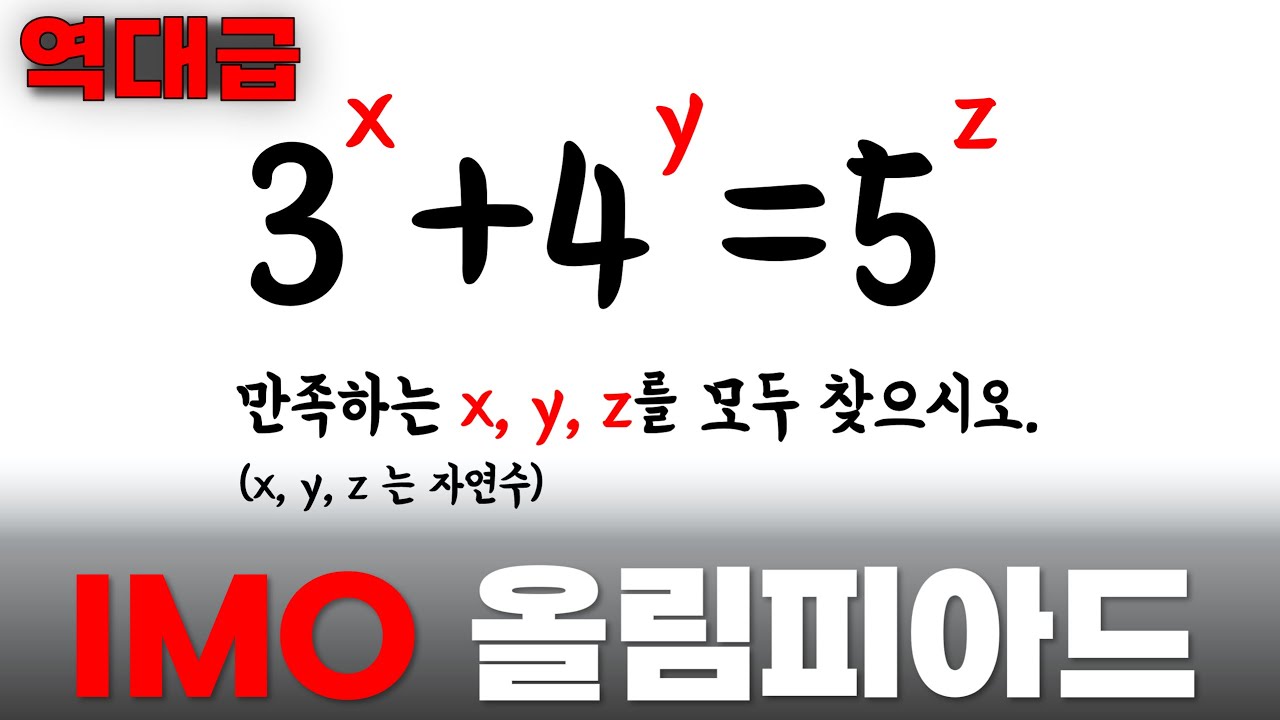 역대급
3^x+4^y=5^z
만족하는 x, y, z를 모두 찾으시오.
(x, y, z 는 자연수)
IMO 올림피아드